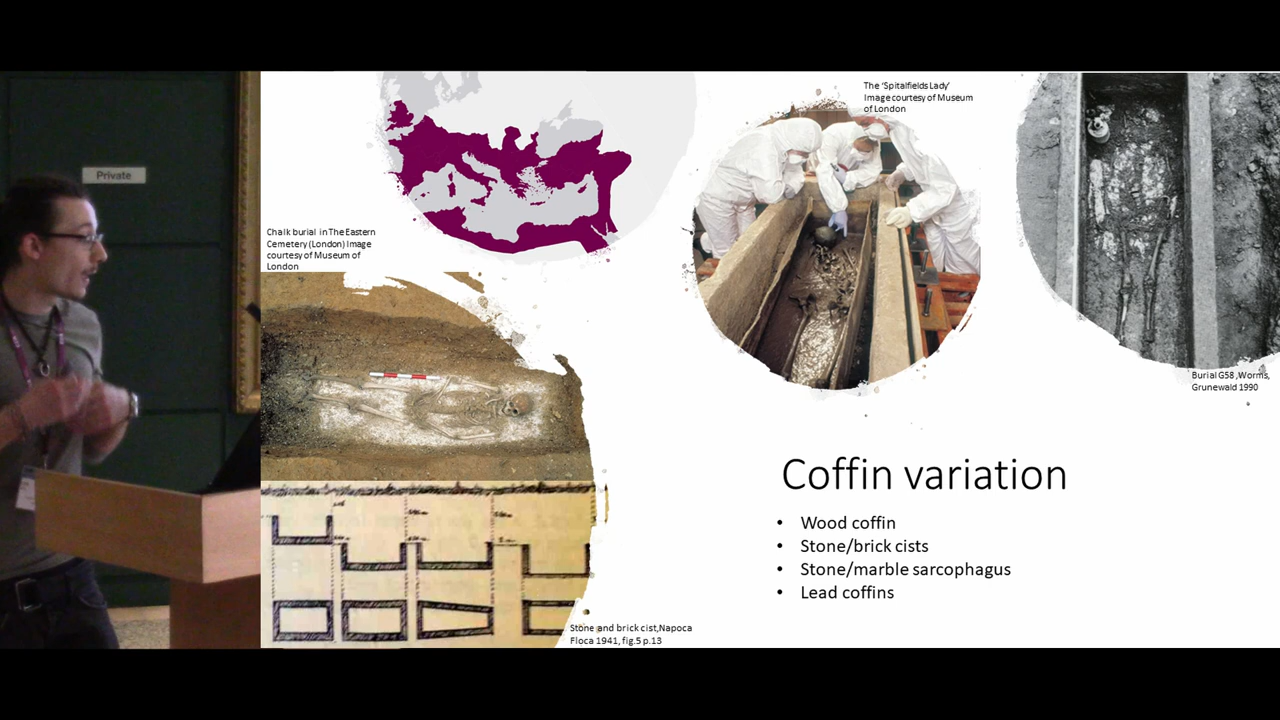 Private
The ‘Spitalfields Lady’
Image courtesy of Museum
of London
Chalk burial in The Eastern
Cemetery (London) Image
courtesy of Museum of
London
Burial G58 ,Worms,
Grunewald 1990
Coffin variation
• Wood coffin
• Stone/brick cists
• Stone/marble sarcophagus
• Lead coffins
Stone and brick cist,Napoca
Floca 1941, fig.5 p.13